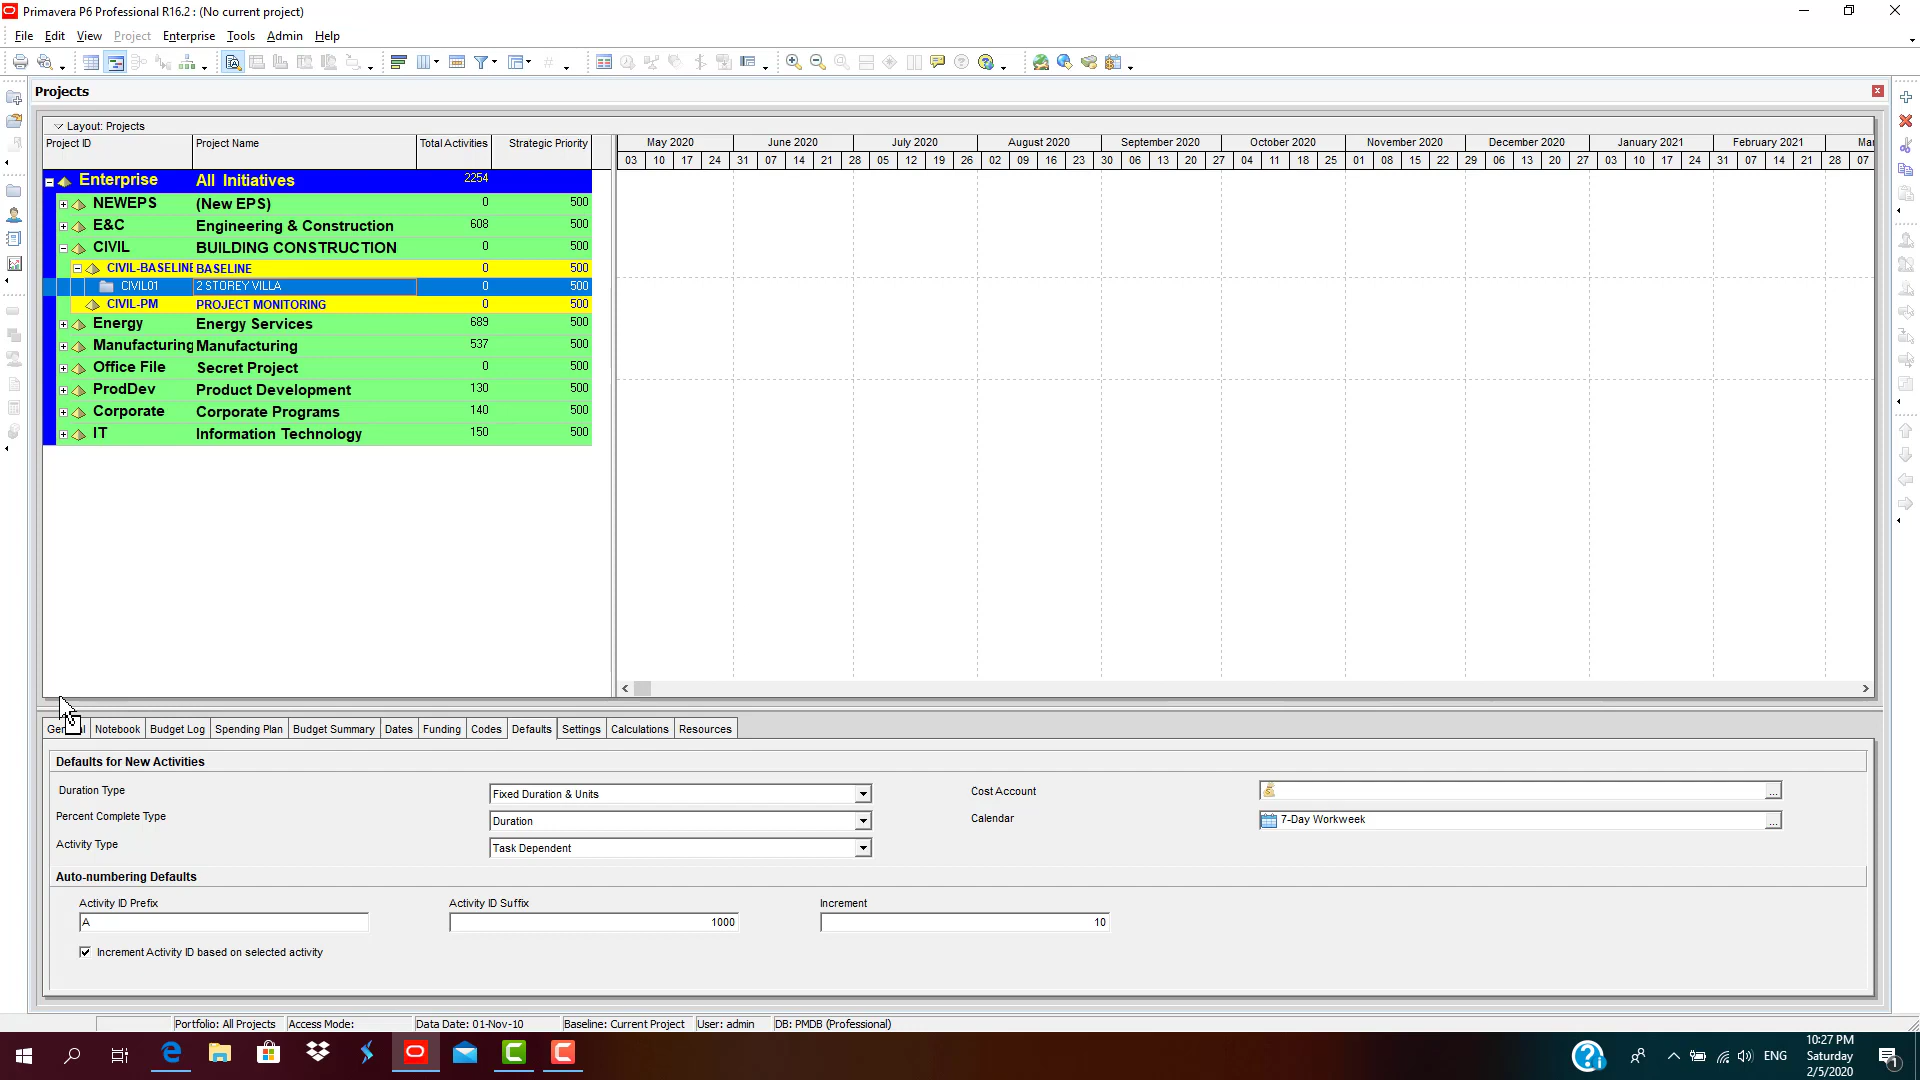 Primavera P6 Professional R16.2 : (No current project)
File Edit View Project Enterprise Tools Admin Help
Projects
Layout: Projects
Project ID Project Name Total Activities Strategic Priority
May 2020 June 2020 July 2020 August 2020 September 2020 October 2020 November 2020 December 2020 January 2021 February 2021
03 10 17 24 31 07 14 21 28 05 12 19 26 02 09 16 23 30 06 13 20 27 04 11 18 25 01 08 15 22 29 06 13 20 27 03 10 17 24 31 07 14 21 28 07
Enterprise All Initiatives 2254
NEWEPS (New EPS) 0 500
E&C Engineering & Construction 608 500
CIVIL BUILDING CONSTRUCTION 0 500
CIVIL-BASELINE BASELINE 0 500
CIVIL01 2 STOREY VILLA 0 500
CIVIL-PM PROJECT MONITORING 0 500
Energy Energy Services 689 500
Manufacturing Manufacturing 537 500
Office File Secret Project 0 500
ProdDev Product Development 130 500
Corporate Corporate Programs 140 500
IT Information Technology 150 500
Notebook Budget Log Spending Plan Budget Summary Dates Funding Codes Defaults Settings Calculations Resources
Defaults for New Activities
Duration Type Fixed Duration & Units Cost Account ...
Percent Complete Type Duration Calendar 7-Day Workweek ...
Activity Type Task Dependent
Auto-numbering Defaults
Activity ID Prefix Activity ID Suffix Increment
A 1000 10
Increment Activity ID based on selected activity
Portfolio: All Projects Access Mode: Data Date: 01-Nov-10 Baseline: Current Project User: admin DB: PMDB (Professional)
ENG
10:27 PM
Saturday
2/5/2020
1